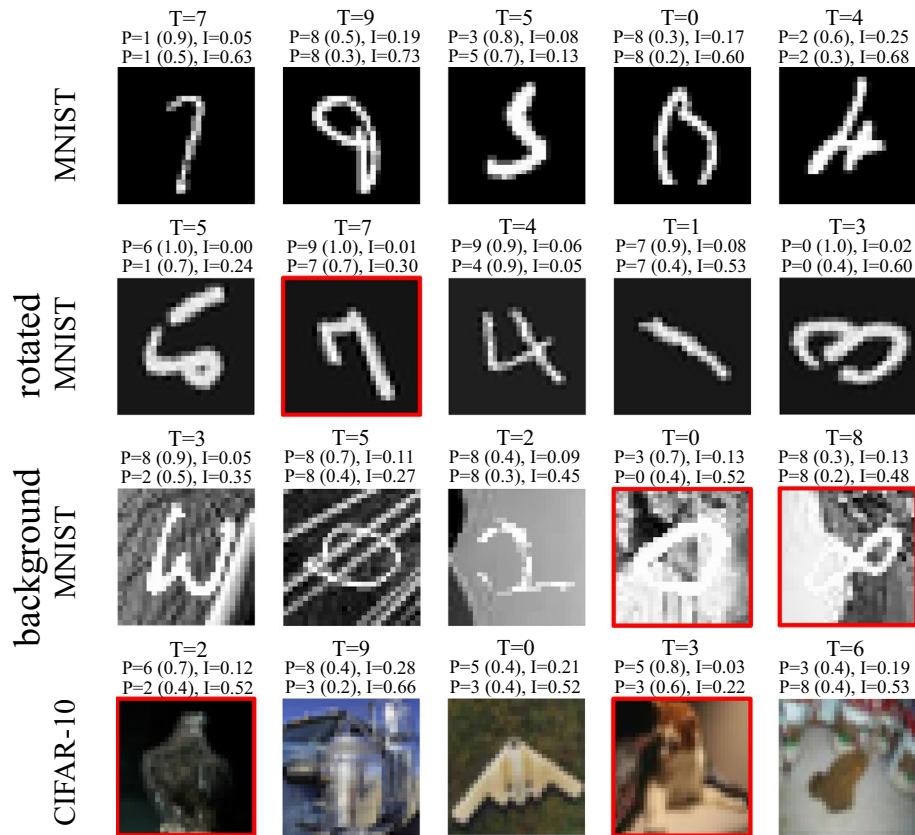 T=7 T=9 T=5 T=0 T=4
P=1 (0.9), I=0.05 P=8 (0.5), I=0.19 P=3 (0.8), I=0.08 P=8 (0.3), I=0.17 P=2 (0.6), I=0.25
P=1 (0.5), I=0.63 P=8 (0.3), I=0.73 P=5 (0.7), I=0.13 P=8 (0.2), I=0.60 P=2 (0.3), I=0.68
MNIST
T=5 T=7 T=4 T=1 T=3
P=6 (1.0), I=0.00 P=9 (1.0), I=0.01 P=9 (0.9), I=0.06 P=7 (0.9), I=0.08 P=0 (1.0), I=0.02
P=1 (0.7), I=0.24 P=7 (0.7), I=0.30 P=4 (0.9), I=0.05 P=7 (0.4), I=0.53 P=0 (0.4), I=0.60
rotated
MNIST
T=3 T=5 T=2 T=0 T=8
P=8 (0.9), I=0.05 P=8 (0.7), I=0.11 P=8 (0.4), I=0.09 P=3 (0.7), I=0.13 P=8 (0.3), I=0.13
P=2 (0.5), I=0.35 P=8 (0.4), I=0.27 P=8 (0.3), I=0.45 P=0 (0.4), I=0.52 P=8 (0.2), I=0.48
background
MNIST
T=2 T=9 T=0 T=3 T=6
P=6 (0.7), I=0.12 P=8 (0.4), I=0.28 P=5 (0.4), I=0.21 P=5 (0.8), I=0.03 P=3 (0.4), I=0.19
P=2 (0.4), I=0.52 P=3 (0.2), I=0.66 P=3 (0.4), I=0.52 P=3 (0.6), I=0.22 P=8 (0.4), I=0.53
CIFAR-10